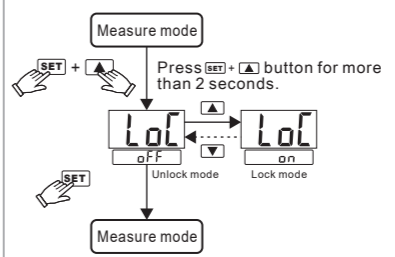 Measure mode
SET + ▲
Press SET + ▲ button for more
than 2 seconds.
▲
LoC LoC
oFF on
▼
Unlock mode Lock mode
SET
Measure mode